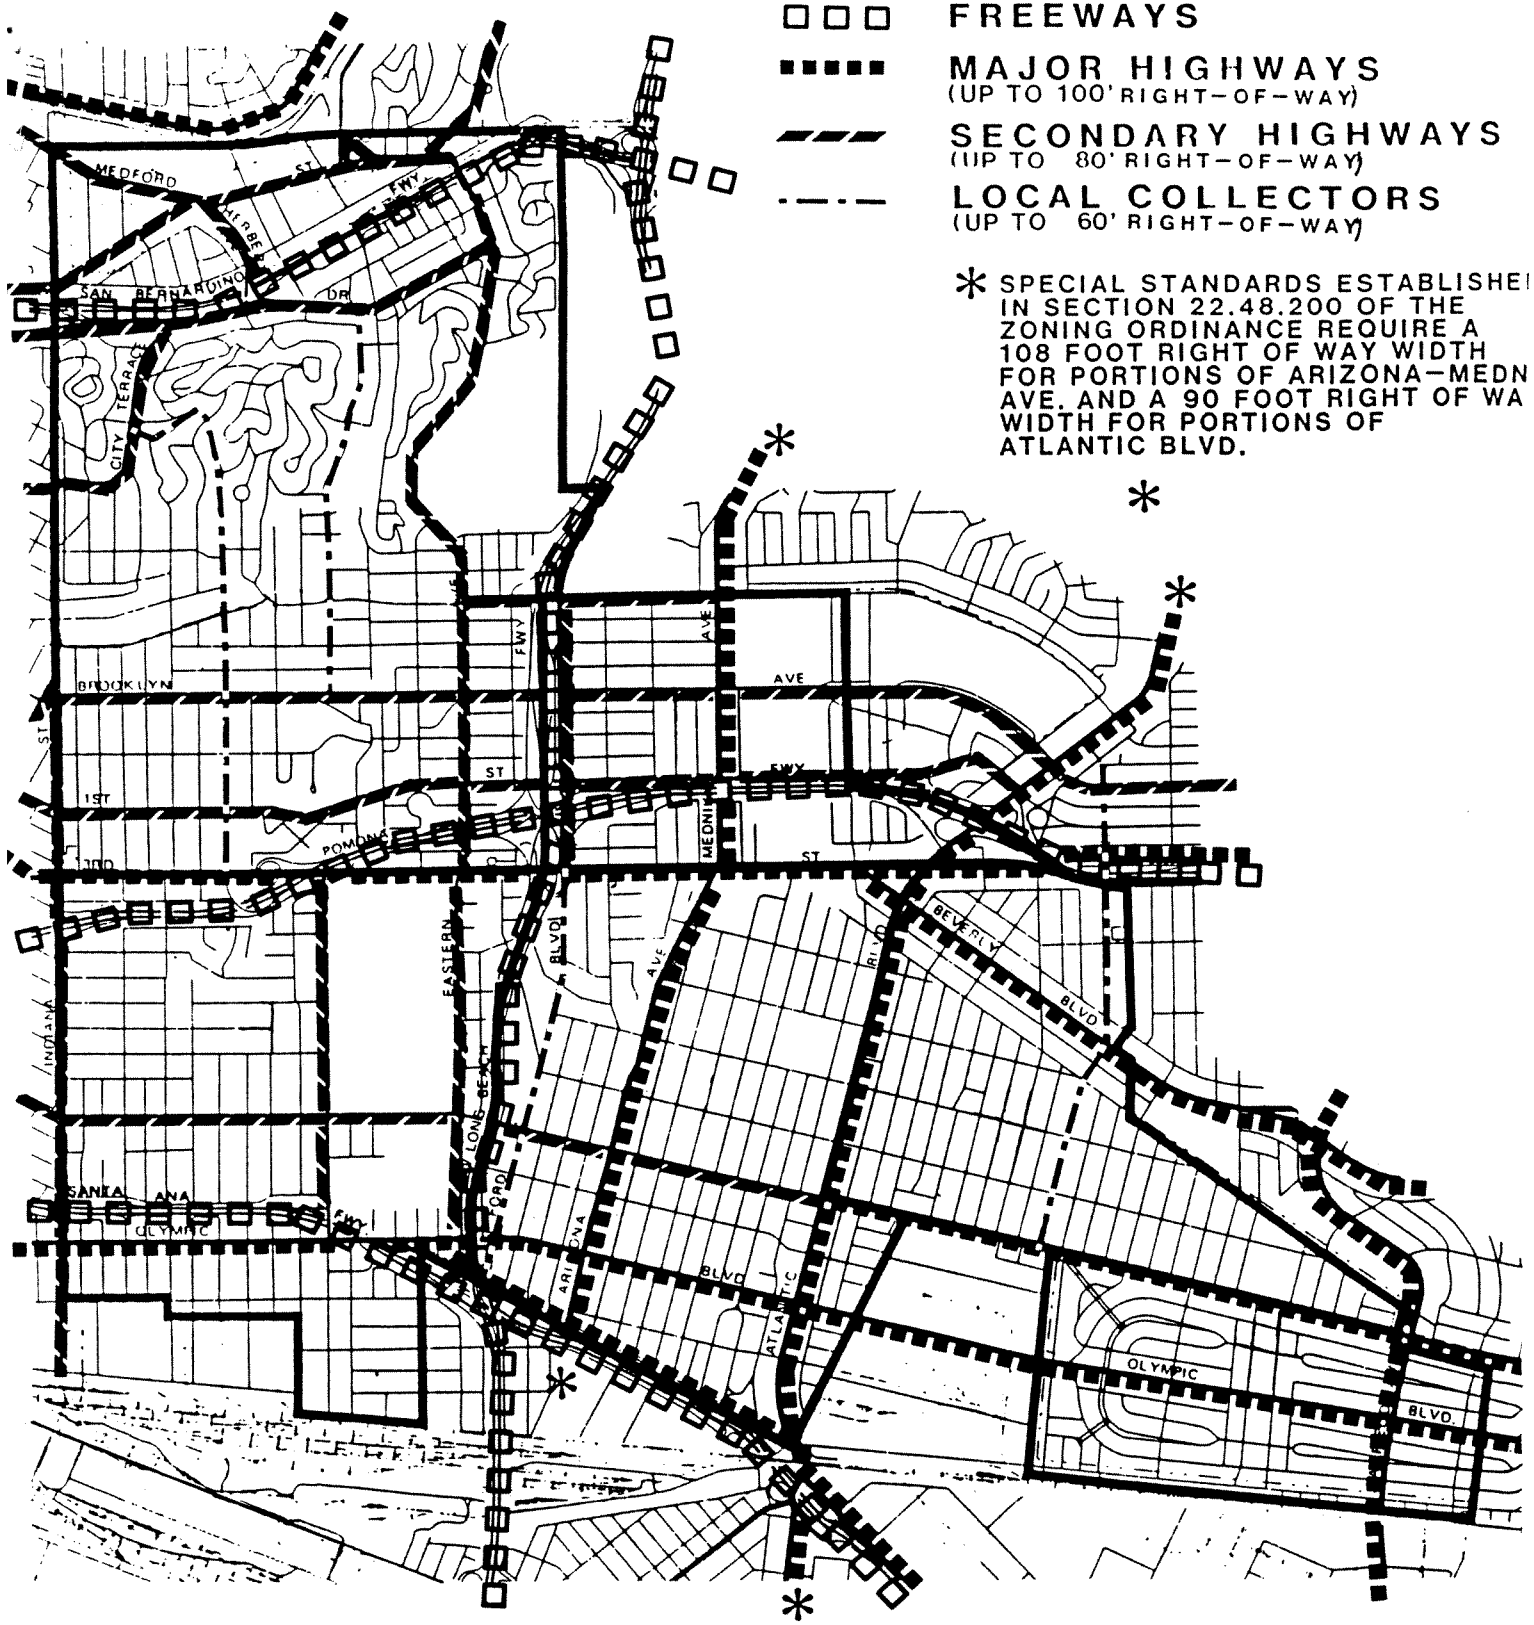 FREEWAYS
MAJOR HIGHWAYS
(UP TO 100' RIGHT-OF-WAY)
SECONDARY HIGHWAYS
(UP TO 80' RIGHT-OF-WAY)
LOCAL COLLECTORS
(UP TO 60' RIGHT-OF-WAY)
* SPECIAL STANDARDS ESTABLISHE
IN SECTION 22.48.200 OF THE
ZONING ORDINANCE REQUIRE A
108 FOOT RIGHT OF WAY WIDTH
FOR PORTIONS OF ARIZONA-MEDN
AVE. AND A 90 FOOT RIGHT OF WA
WIDTH FOR PORTIONS OF
ATLANTIC BLVD.
MEDFORD
ST
FWY
SAN BERNARDINO
DR
CITY TERRACE
FWY
AVE
BROOKLYN
AVE
ST
ST
FWY
1ST
POMONA
ST
BEVERLY
EASTERN
BLVD
AVE
BLVD
INDIANA
LONG BEACH
SANTA ANA
FWY
OLYMPIC
FORD
BLVD
ATLANTIC
OLYMPIC
BLVD.